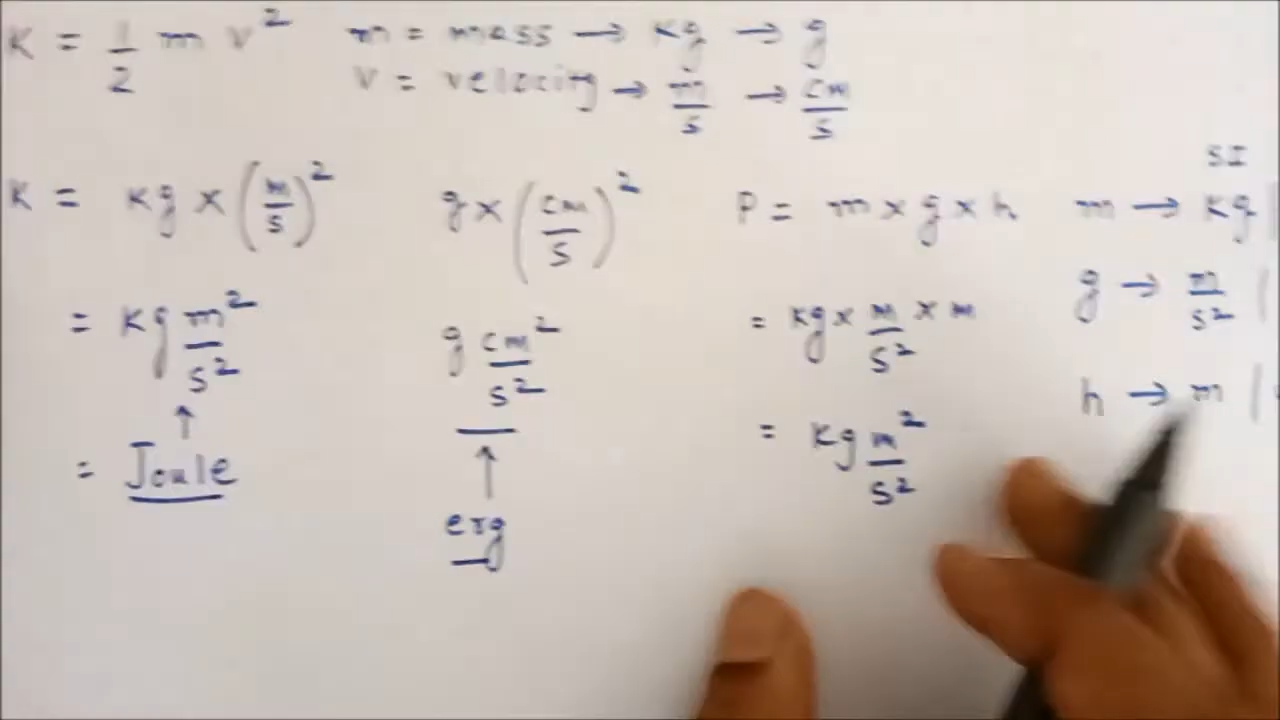 K = 1/2 m v² m = mass → kg → g
v = velocity → m/s → cm/s
SI
K = kg × (m/s)² g × (cm/s)² P = m × g × h m → kg |
g → m/s² |
= kg m²/s² g cm²/s² = kg × m/s² × m
h → m |
= kg m²/s²
= Joule
erg